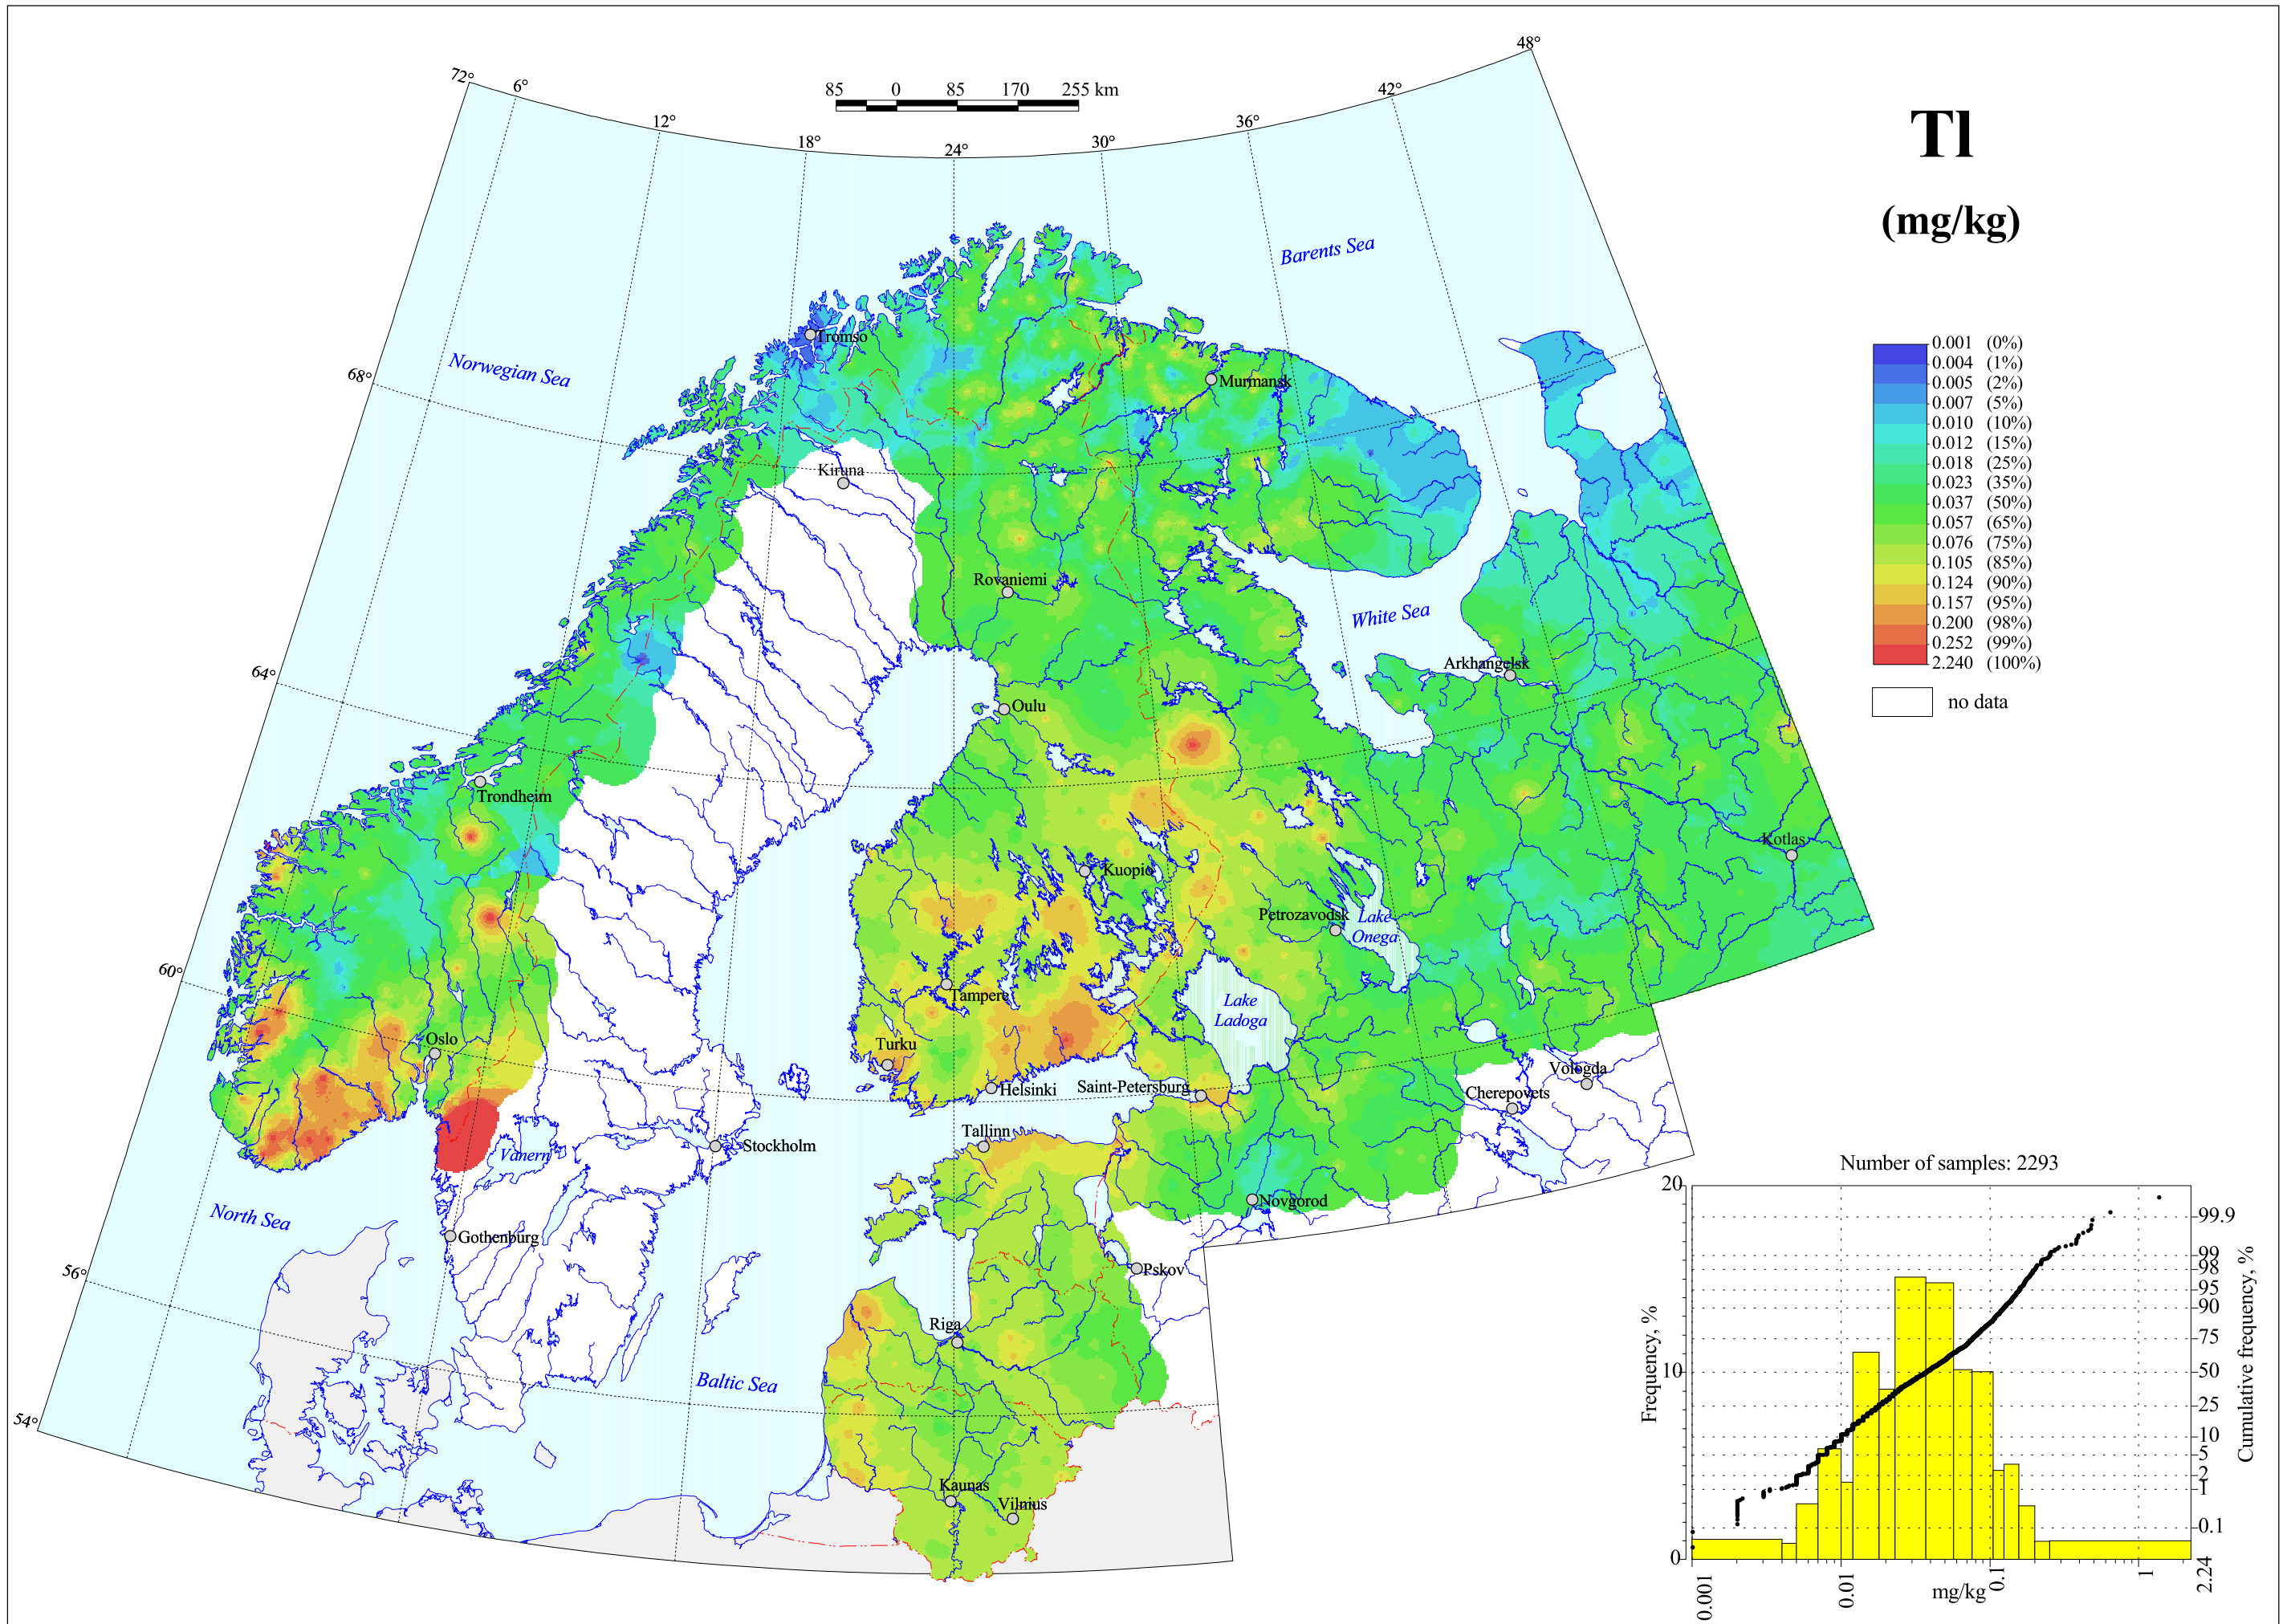 48°
72°
6°
85 0 85 170 255 km
42°
12°
36°
18°
30°
24°
Tl
(mg/kg)
Barents Sea
Tromso
0.001 (0%)
0.004 (1%)
0.005 (2%)
0.007 (5%)
0.010 (10%)
0.012 (15%)
0.018 (25%)
0.023 (35%)
0.037 (50%)
0.057 (65%)
0.076 (75%)
0.105 (85%)
0.124 (90%)
0.157 (95%)
0.200 (98%)
0.252 (99%)
2.240 (100%)
no data
Norwegian Sea
68°
Murmansk
Kiruna
Rovaniemi
White Sea
64°
Arkhangelsk
Oulu
Trondheim
Kotlas
Kuopio
Petrozavodsk
Lake
Onega
60°
Tampere
Lake
Ladoga
Oslo
Turku
Vologda
Helsinki
Saint-Petersburg
Cherepovets
Tallinn
Stockholm
Vanern
Novgorod
North Sea
Gothenburg
56°
Pskov
Riga
Baltic Sea
54°
Kaunas
Vilnius
Number of samples: 2293
20
10
0
Frequency, %
99.9
99
98
95
90
75
50
25
10
5
2
1
0.1
Cumulative frequency, %
0.001
0.01
0.1
1
2.24
mg/kg